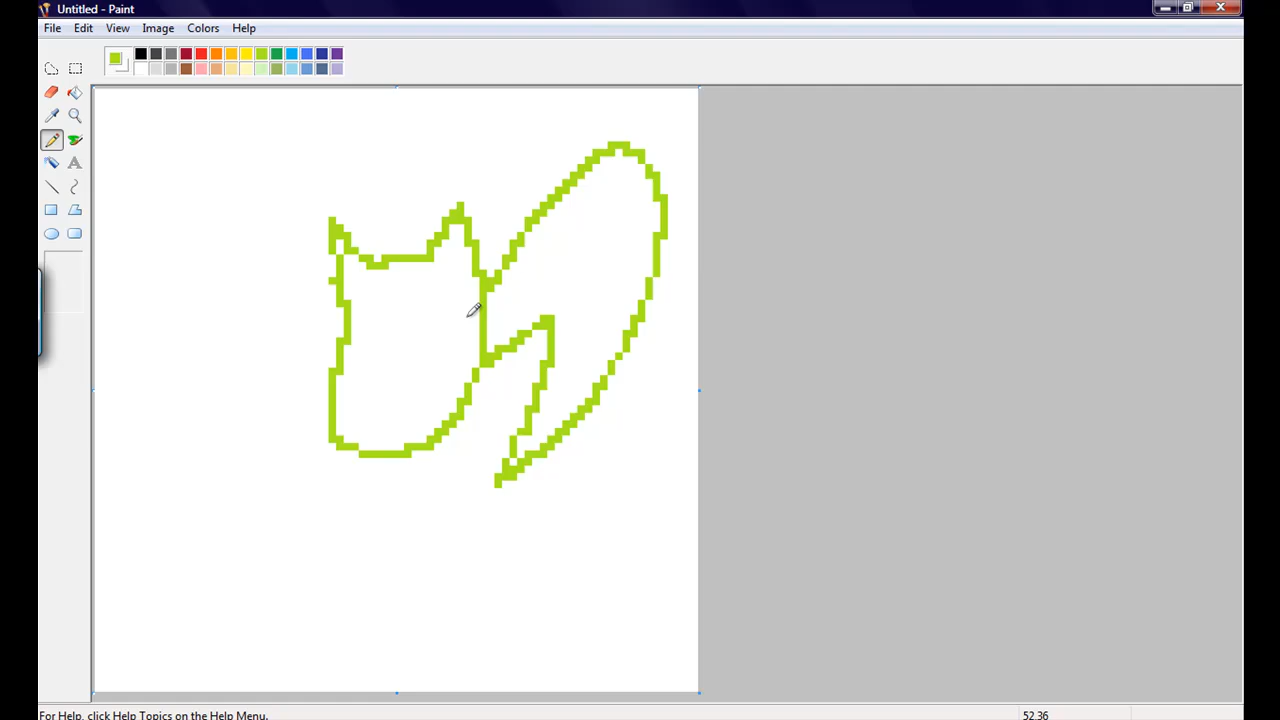 Untitled - Paint
File Edit View Image Colors Help
A
For Help, click Help Topics on the Help Menu.
52.36